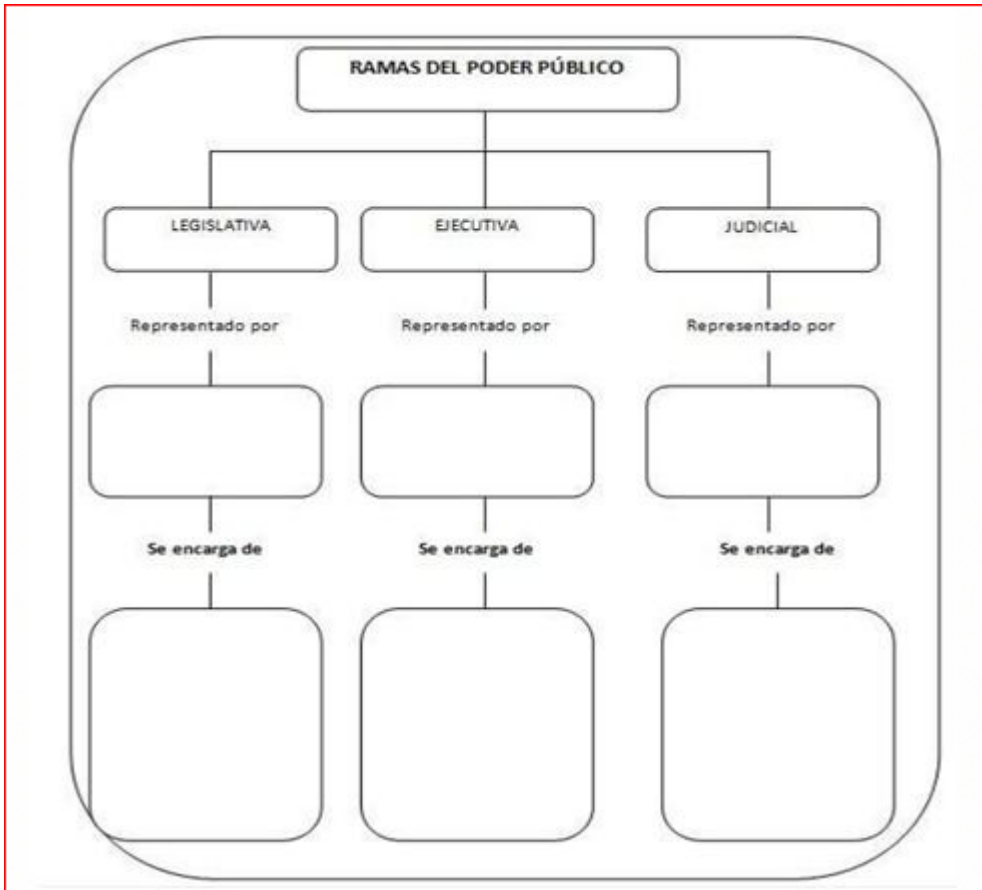 RAMAS DEL PODER PÚBLICO
LEGISLATIVA
EJECUTIVA
JUDICIAL
Representado por
Representado por
Representado por
Se encarga de
Se encarga de
Se encarga de